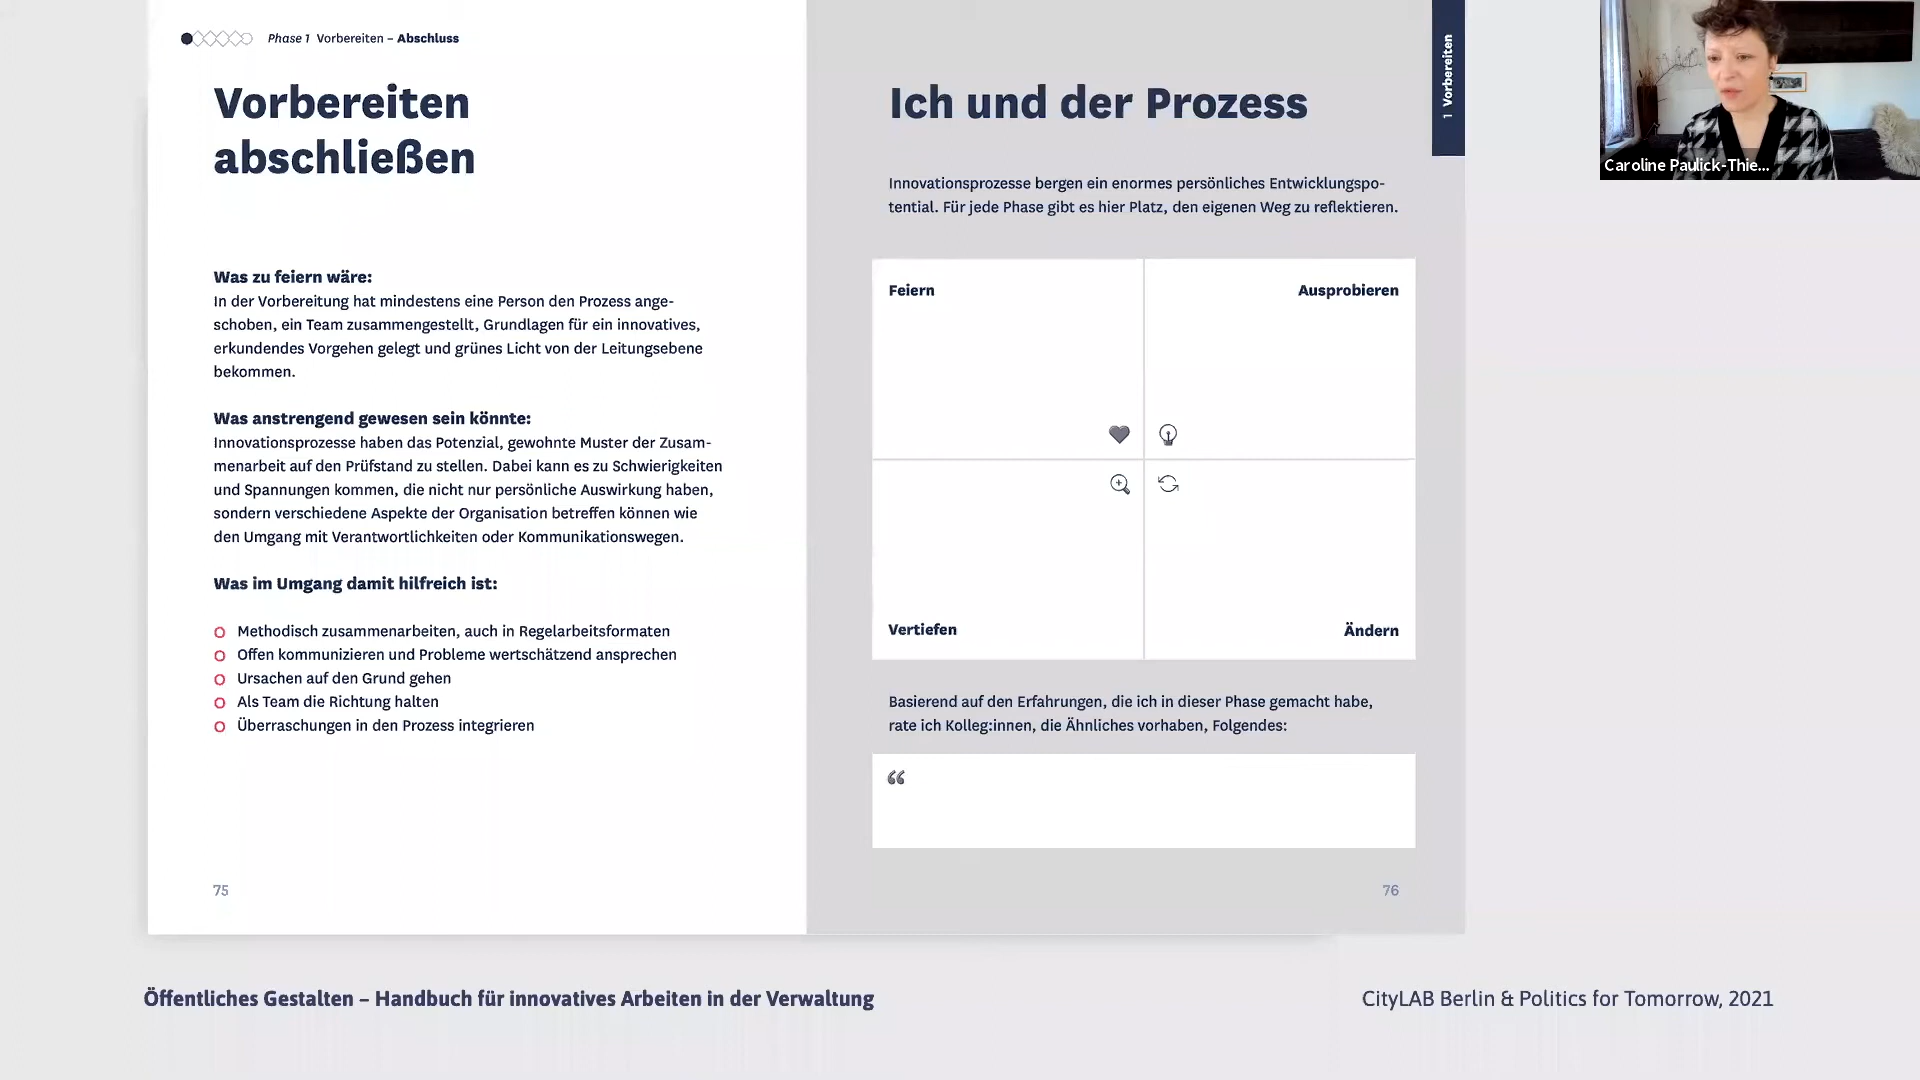 Phase 1 Vorbereiten – Abschluss
Vorbereiten
abschließen
Was zu feiern wäre:
In der Vorbereitung hat mindestens eine Person den Prozess ange-
schoben, ein Team zusammengestellt, Grundlagen für ein innovatives,
erkundendes Vorgehen gelegt und grünes Licht von der Leitungsebene
bekommen.
Was anstrengend gewesen sein könnte:
Innovationsprozesse haben das Potenzial, gewohnte Muster der Zusam-
menarbeit auf den Prüfstand zu stellen. Dabei kann es zu Schwierigkeiten
und Spannungen kommen, die nicht nur persönliche Auswirkung haben,
sondern verschiedene Aspekte der Organisation betreffen können wie
den Umgang mit Verantwortlichkeiten oder Kommunikationswegen.
Was im Umgang damit hilfreich ist:
Methodisch zusammenarbeiten, auch in Regelarbeitsformaten
Offen kommunizieren und Probleme wertschätzend ansprechen
Ursachen auf den Grund gehen
Als Team die Richtung halten
Überraschungen in den Prozess integrieren
75
Ich und der Prozess
Innovationsprozesse bergen ein enormes persönliches Entwicklungspo-
tential. Für jede Phase gibt es hier Platz, den eigenen Weg zu reflektieren.
Feiern
Ausprobieren
Vertiefen
Ändern
Basierend auf den Erfahrungen, die ich in dieser Phase gemacht habe,
rate ich Kolleg:innen, die Ähnliches vorhaben, Folgendes:
“
76
1 Vorbereiten
Caroline Paulick-Thie...
Öffentliches Gestalten – Handbuch für innovatives Arbeiten in der Verwaltung
CityLAB Berlin & Politics for Tomorrow, 2021